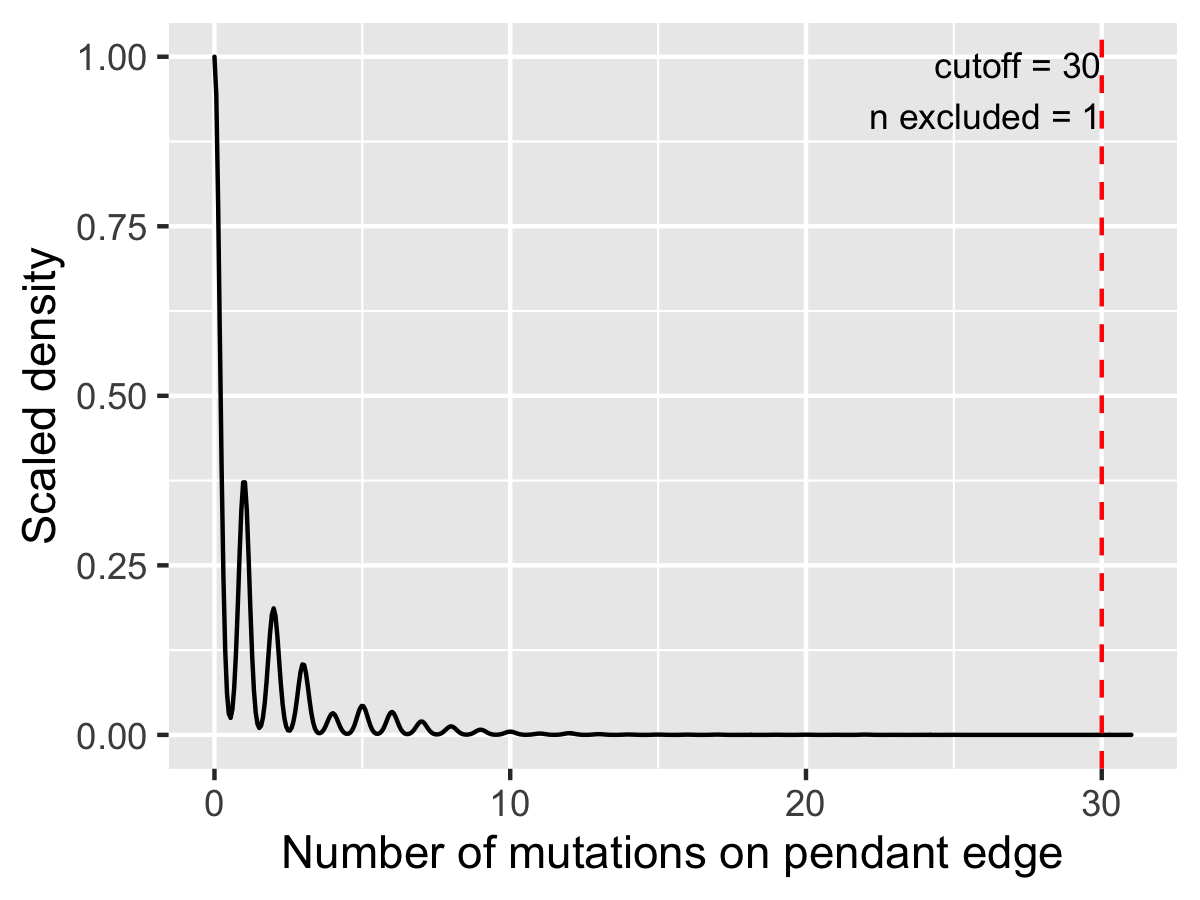 cutoff = 30
n excluded = 1
1.00
0.75
0.50
0.25
0.00
Scaled density
0 10 20 30
Number of mutations on pendant edge